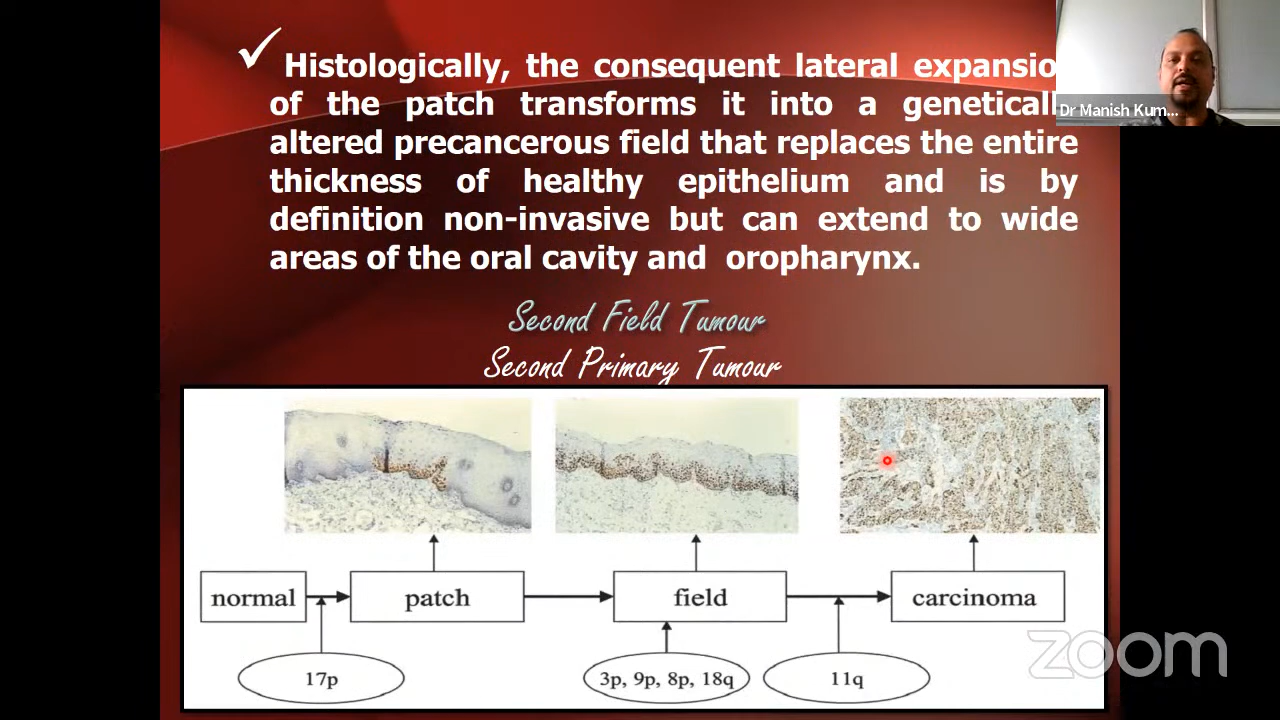 Histologically, the consequent lateral expansio
of the patch transforms it into a genetical
altered precancerous field that replaces the entire
thickness of healthy epithelium and is by
definition non-invasive but can extend to wide
areas of the oral cavity and oropharynx.
Dr Manish Kum...
Second Field Tumour
Second Primary Tumour
normal
patch
field
carcinoma
17p
3p, 9p, 8p, 18q
11q
zoom